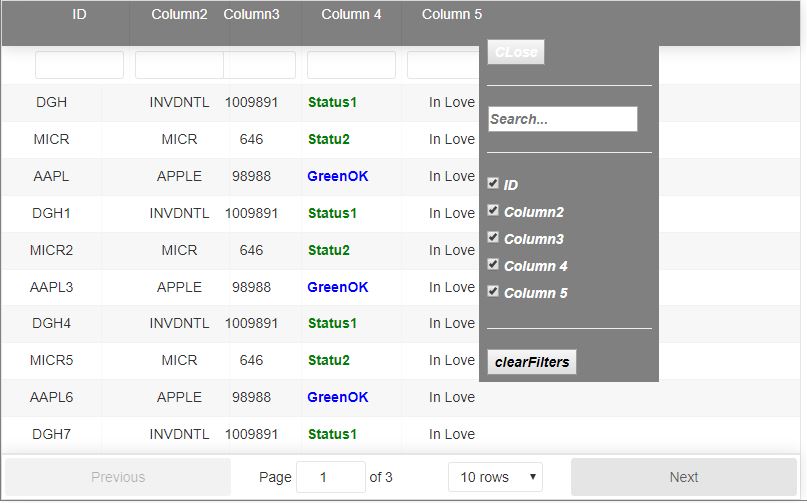 ID Column2 Column3 Column 4 Column 5
CLose
Search...
ID
Column2
Column3
Column 4
Column 5
clearFilters
DGH INVDNTL 1009891 Status1 In Love
MICR MICR 646 Statu2 In Love
AAPL APPLE 98988 GreenOK In Love
DGH1 INVDNTL 1009891 Status1 In Love
MICR2 MICR 646 Statu2 In Love
AAPL3 APPLE 98988 GreenOK In Love
DGH4 INVDNTL 1009891 Status1 In Love
MICR5 MICR 646 Statu2 In Love
AAPL6 APPLE 98988 GreenOK In Love
DGH7 INVDNTL 1009891 Status1 In Love
Previous Page 1 of 3 10 rows Next